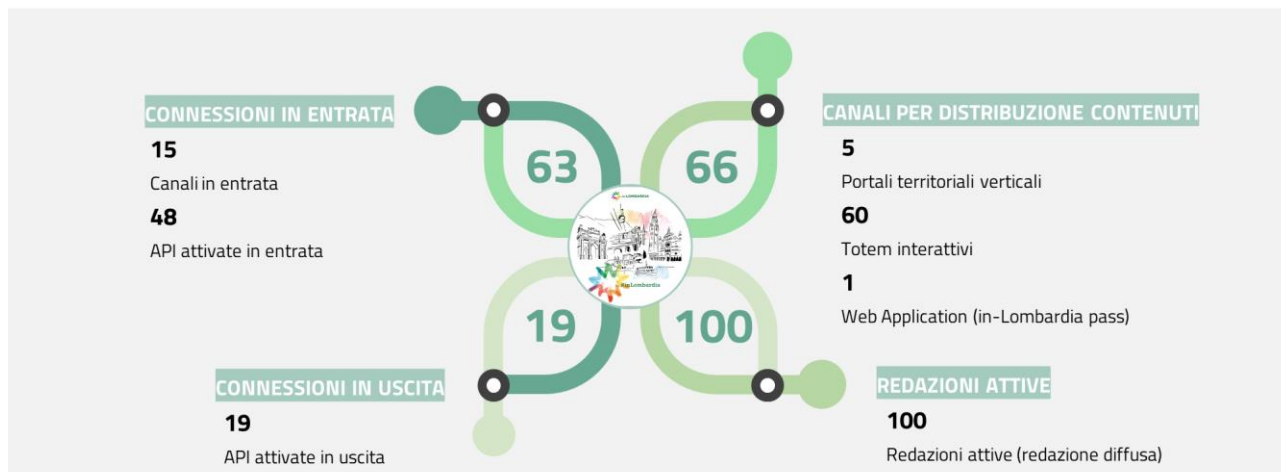 CONNESSIONI IN ENTRATA
15
Canali in entrata
48
API attivate in entrata
63
66
CANALI PER DISTRIBUZIONE CONTENUTI
5
Portali territoriali verticali
60
Totem interattivi
1
Web Application (in-Lombardia pass)
in LOMBARDIA
19
100
CONNESSIONI IN USCITA
19
API attivate in uscita
REDAZIONI ATTIVE
100
Redazioni attive (redazione diffusa)